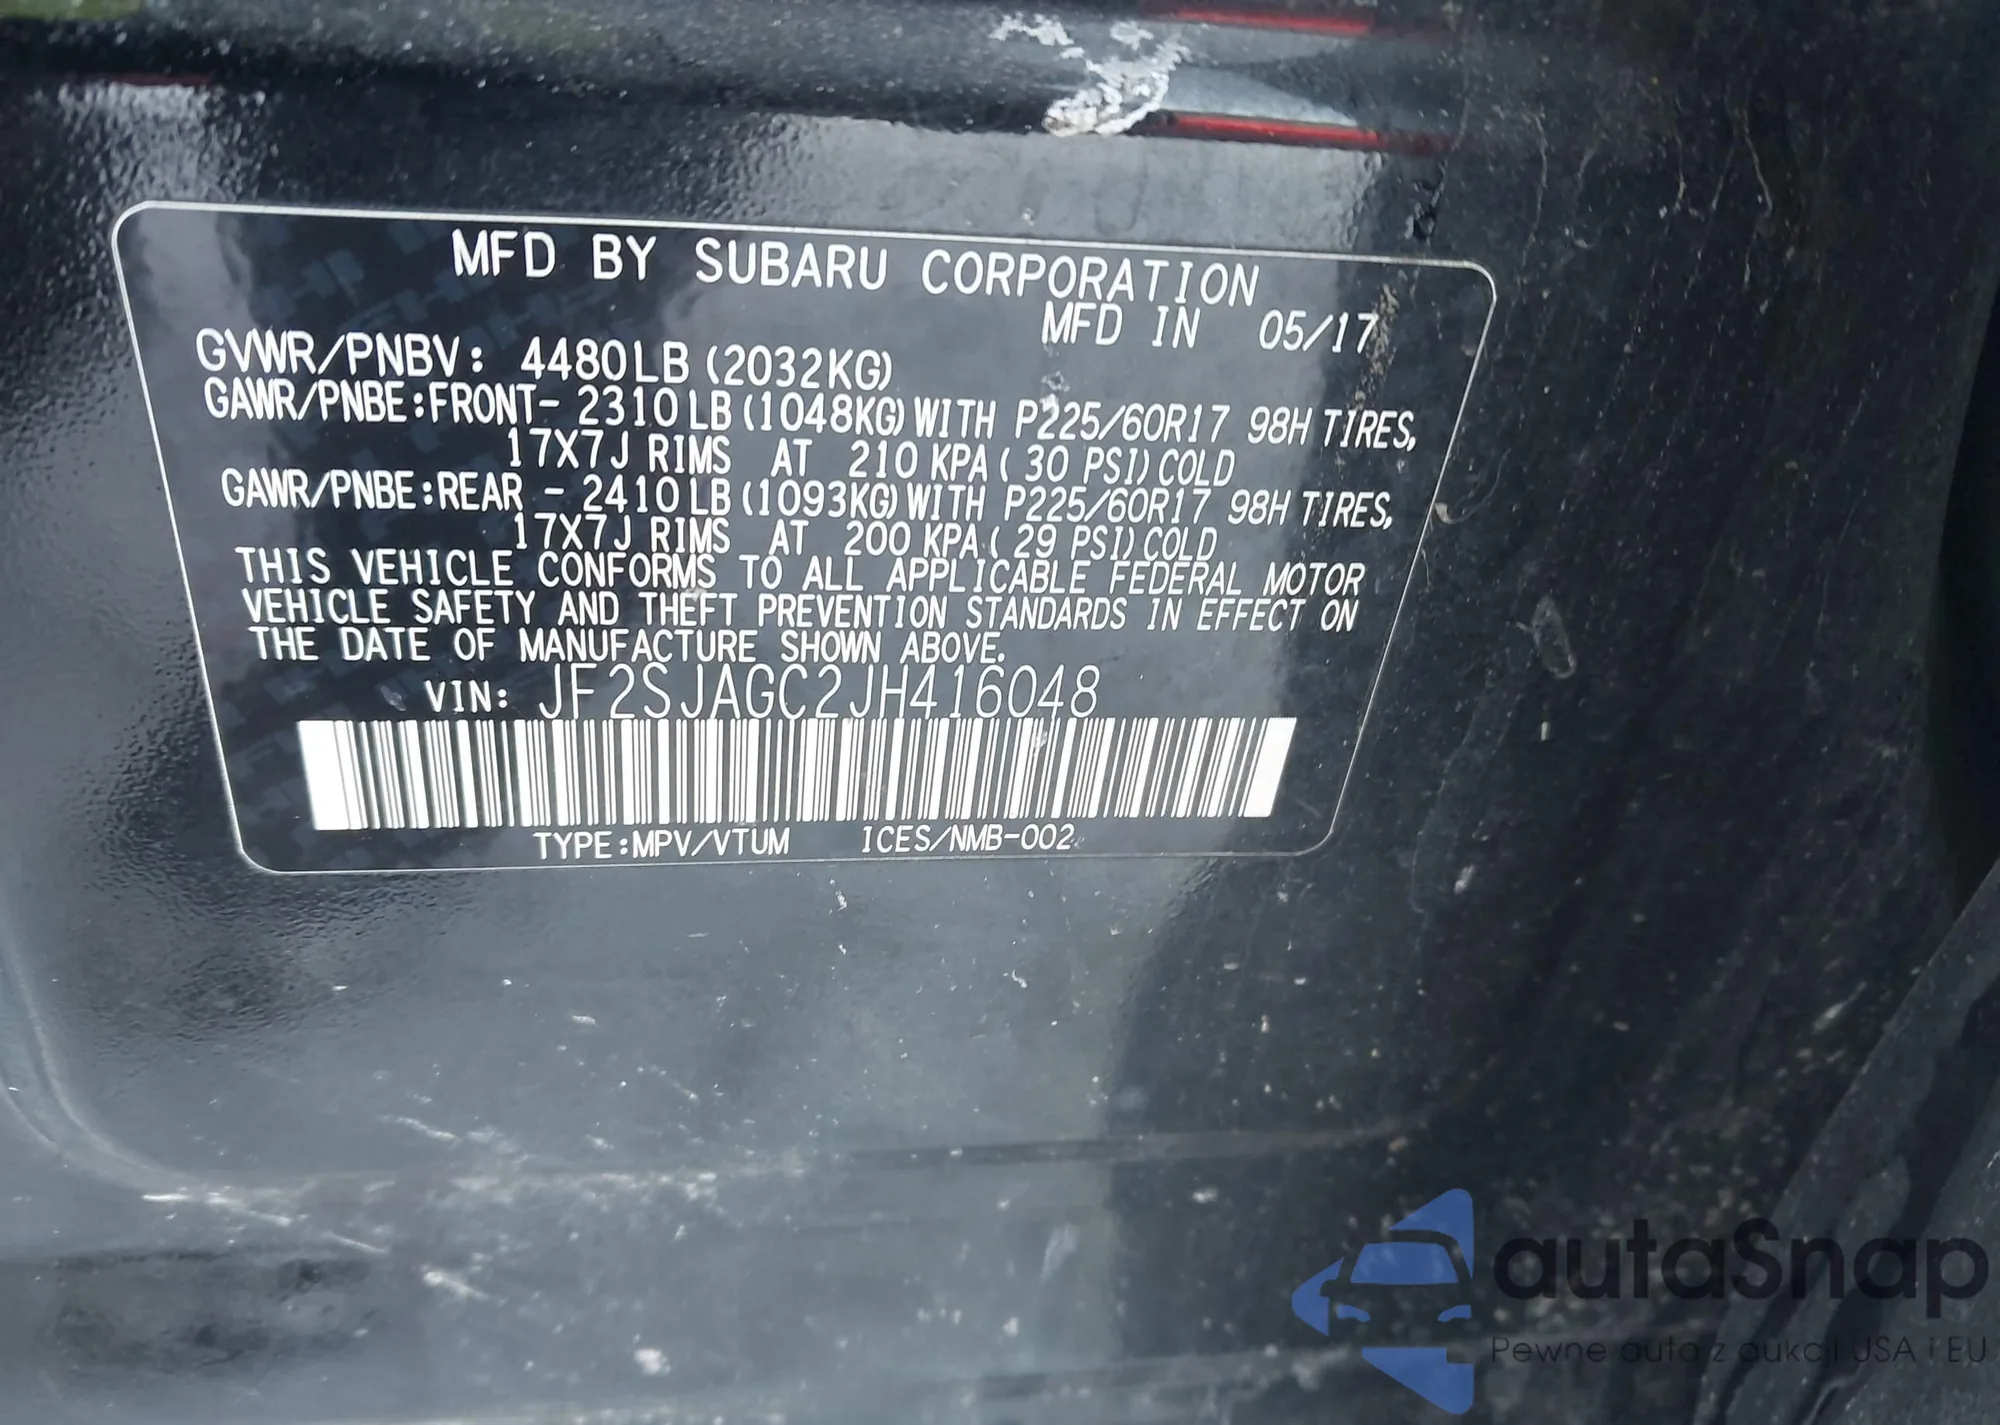 MFD BY SUBARU CORPORATION
MFD IN 05/17
GVWR/PNBV: 4480LB (2032KG)
GAWR/PNBE:FRONT- 2310LB(1048KG)WITH P225/60R17 98H TIRES,
17X7J RIMS AT 210 KPA( 30 PSI)COLD
GAWR/PNBE:REAR - 2410LB(1093KG)WITH P225/60R17 98H TIRES,
17X7J RIMS AT 200 KPA( 29 PSI)COLD
THIS VEHICLE CONFORMS TO ALL APPLICABLE FEDERAL MOTOR
VEHICLE SAFETY AND THEFT PREVENTION STANDARDS IN EFFECT ON
THE DATE OF MANUFACTURE SHOWN ABOVE.
VIN: JF2SJAGC2JH416048
TYPE:MPV/VTUM ICES/NMB-002
autaSnap
Pewne auta z aukcji USA i EU